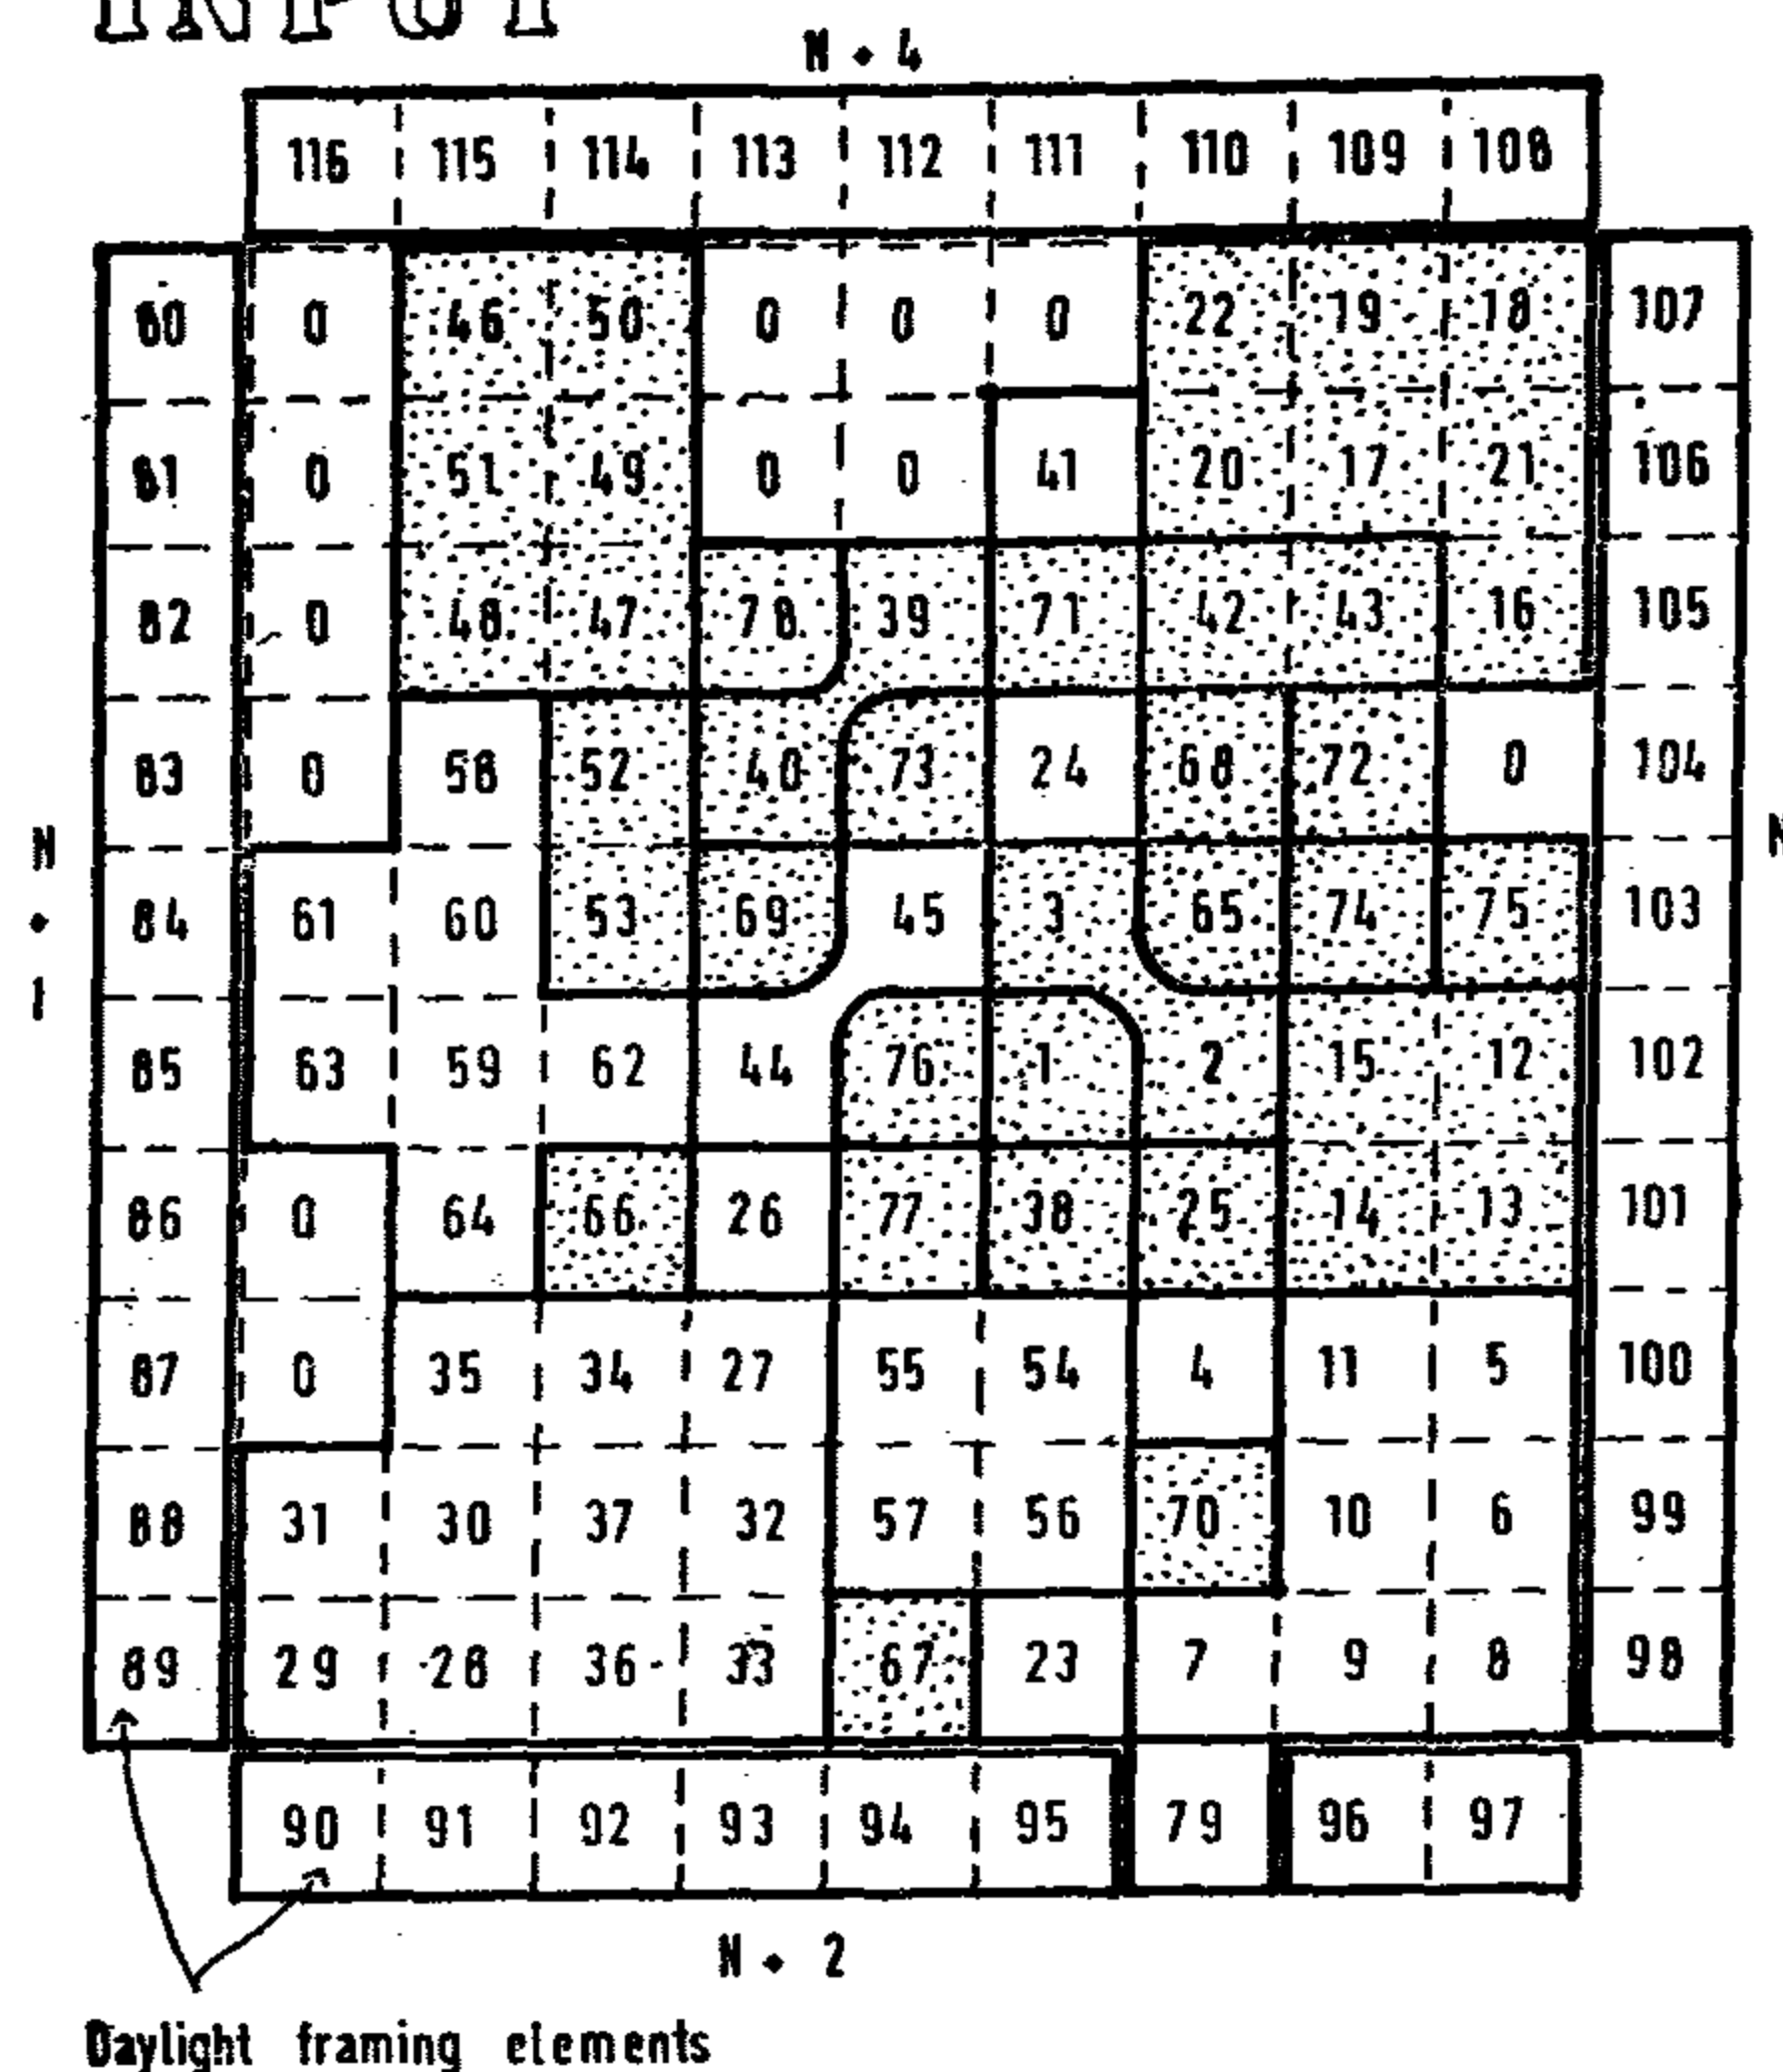 INPUT
N + 4
116 115 114 113 112 111 110 109 108
80 0 46 50 0 0 0 22 19 18 107
81 0 51 49 0 0 41 20 17 21 106
82 0 48 47 78 39 71 42 43 16 105
83 0 58 52 40 73 24 68 72 0 104
N
84 61 60 53 69 45 3 65 74 75 103
+
1
85 63 59 62 44 76 1 2 15 12 102
86 0 64 66 26 77 38 25 14 13 101
87 0 35 34 27 55 54 4 11 5 100
88 31 30 37 32 57 56 70 10 6 99
89 29 28 36 33 67 23 7 9 8 98
90 91 92 93 94 95 79 96 97
N + 2
Daylight framing elements